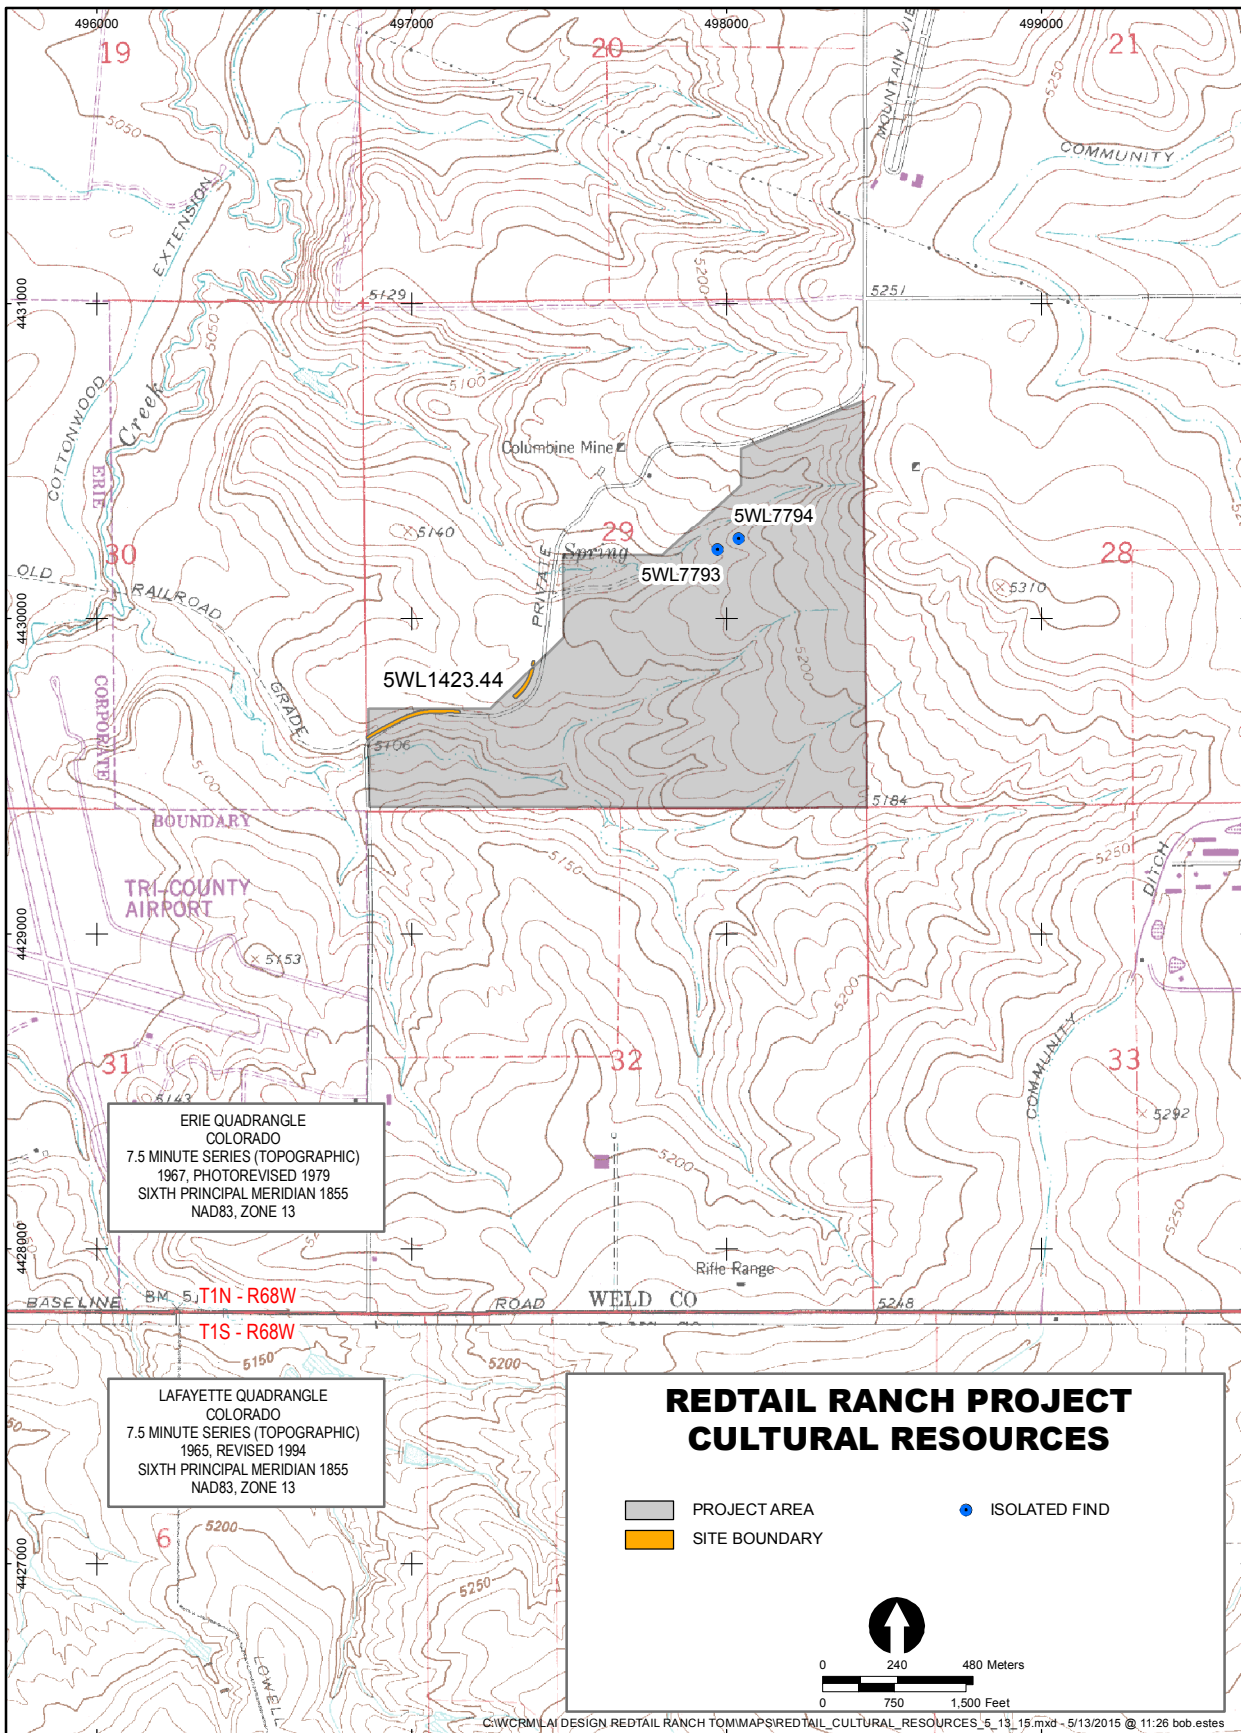 496000
497000
498000
499000
19
20
21
MOUNTAIN VIE
5250
5050
COMMUNITY
EXTENSION
5200
4431000
5129
5251
5050
COTTONWOOD
Creek
5100
Columbine Mine
ERIE
5WL7794
5140
29
Spring
28
30
5WL7793
OLD
RAILROAD
PRIVATE
5310
4430000
5200
5WL1423.44
CORPORATE
GRADE
5106
5100
5184
BOUNDARY
5150
5250
DITCH
TRI-COUNTY
AIRPORT
4429000
5153
5200
COMMUNITY
31
32
33
5143
5292
ERIE QUADRANGLE
COLORADO
7.5 MINUTE SERIES (TOPOGRAPHIC)
1967, PHOTOREVISED 1979
SIXTH PRINCIPAL MERIDIAN 1855
NAD83, ZONE 13
5200
5250
4428000
Rifle Range
BASELINE
BM 5
T1N - R68W
ROAD
WELD CO
5248
T1S - R68W
5150
5200
LAFAYETTE QUADRANGLE
COLORADO
7.5 MINUTE SERIES (TOPOGRAPHIC)
1965, REVISED 1994
SIXTH PRINCIPAL MERIDIAN 1855
NAD83, ZONE 13
REDTAIL RANCH PROJECT
CULTURAL RESOURCES
PROJECT AREA
ISOLATED FIND
SITE BOUNDARY
5200
6
4427000
5250
LOWELL
0 240 480 Meters
0 750 1,500 Feet
C:\WCRM\LAI DESIGN REDTAIL RANCH TOM\MAPS\REDTAIL_CULTURAL_RESOURCES_5_13_15.mxd - 5/13/2015 @ 11:26 bob.estes